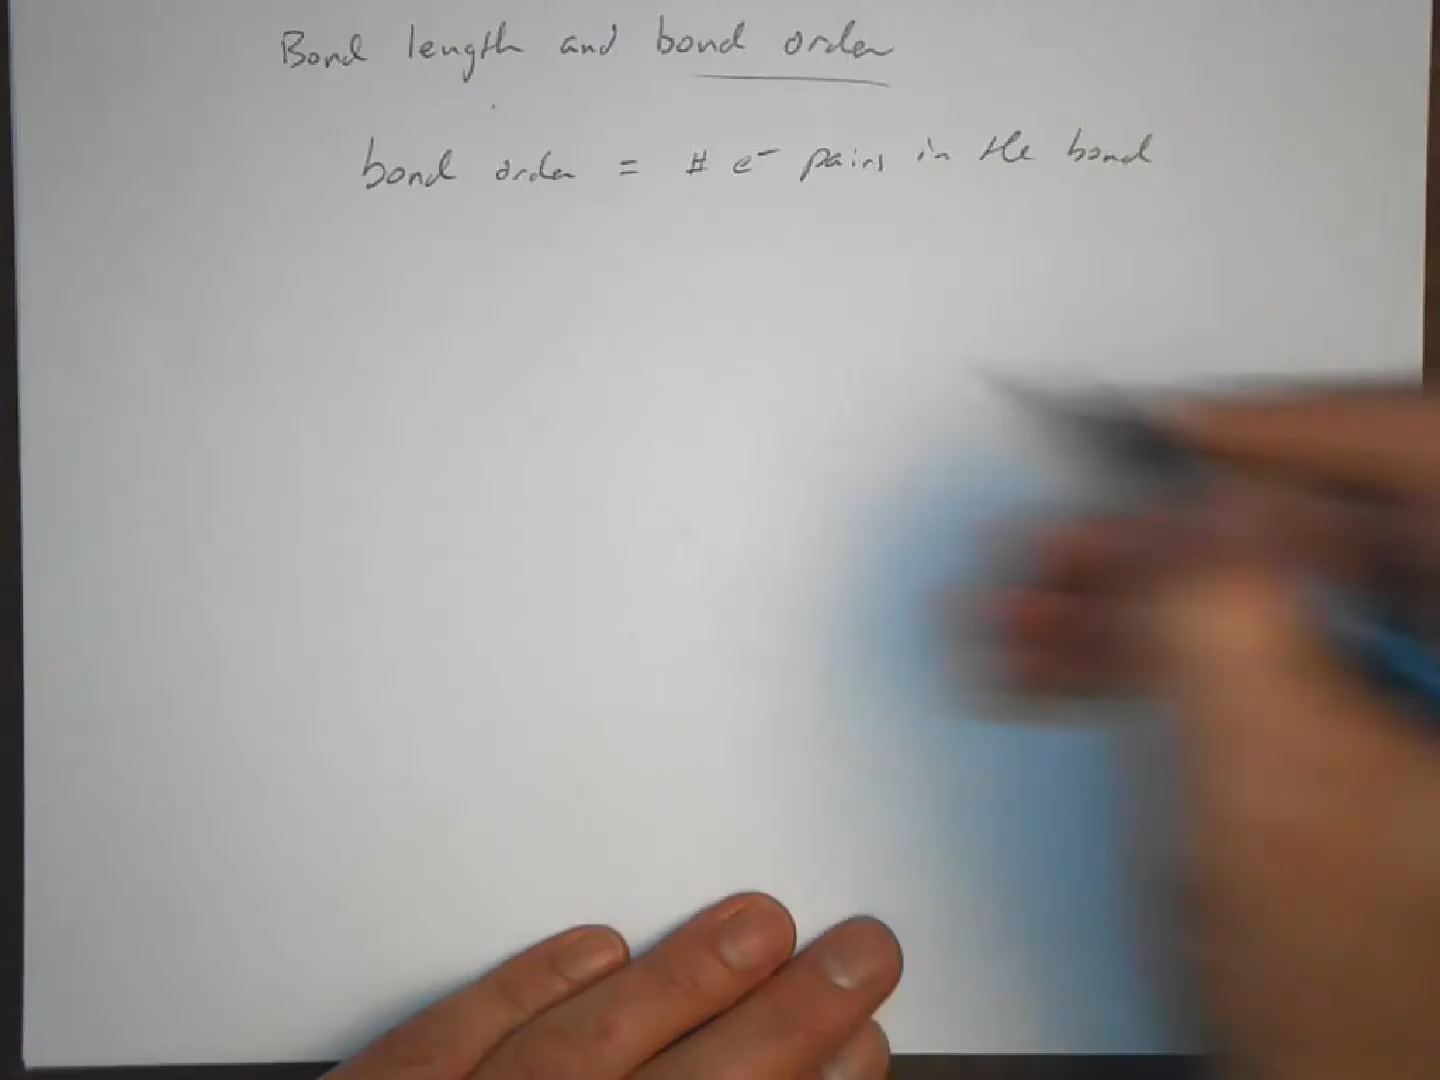 Bond length and bond order
bond order = # e⁻ pairs in the bond